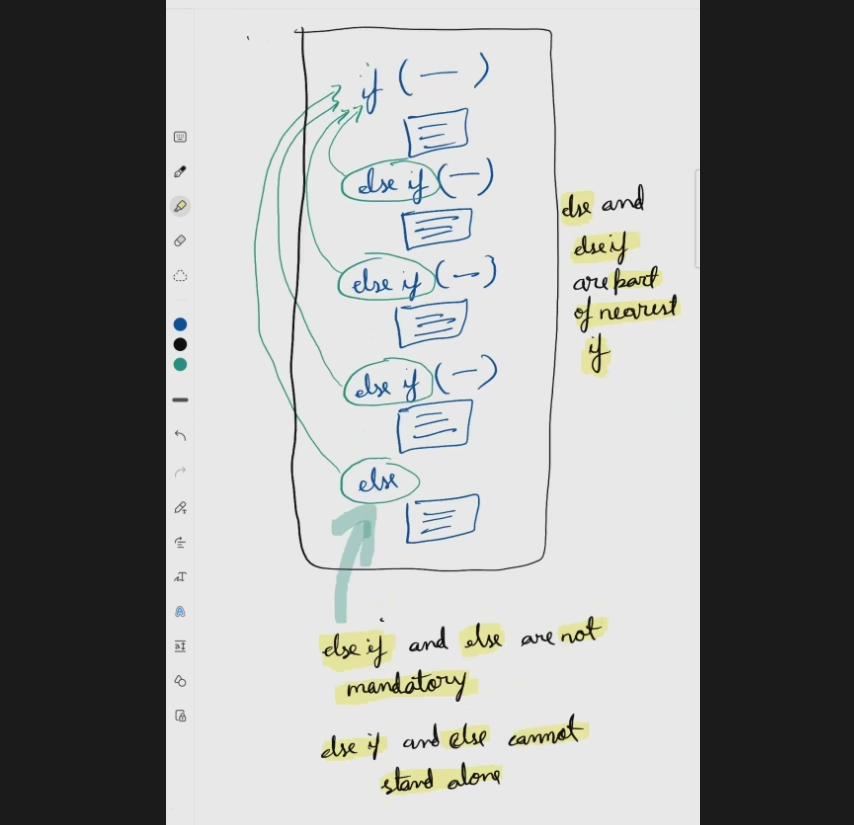 if ( — )
else if ( — )
else if ( — )
else if ( — )
else
else and
else if
are part
of nearest
if
else if and else are not
mandatory
else if and else cannot
stand alone